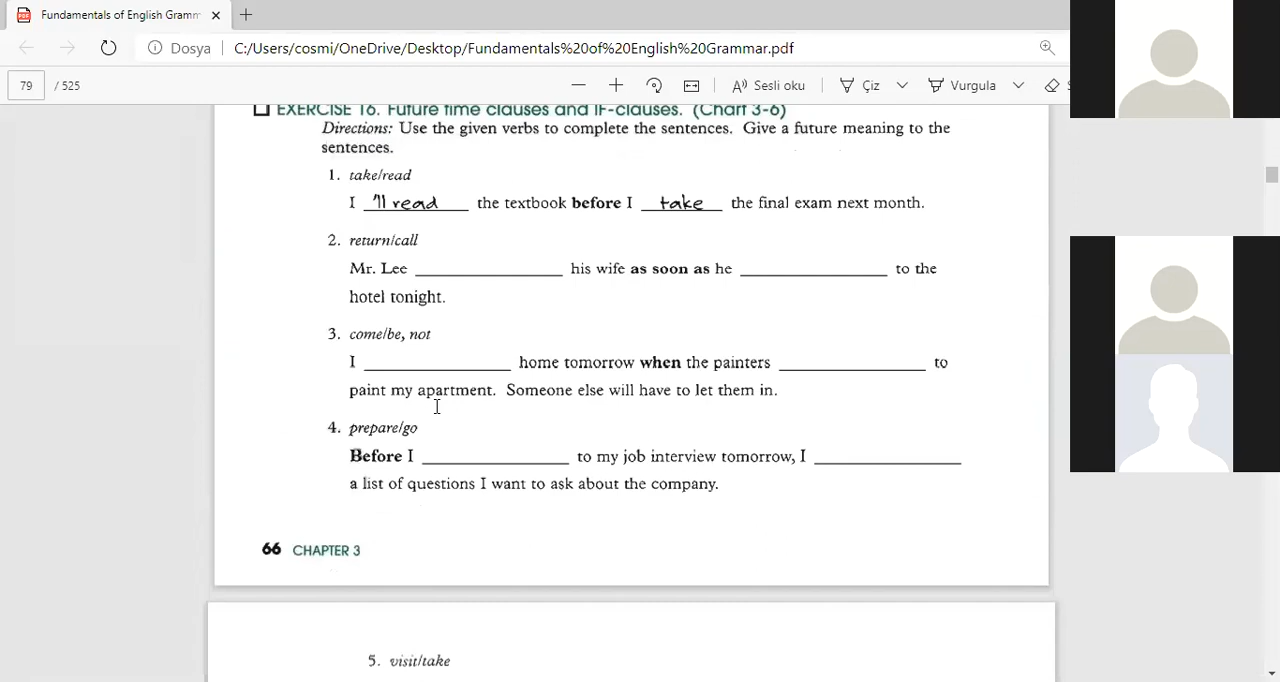 Fundamentals of English Gramm
Dosya C:/Users/cosmi/OneDrive/Desktop/Fundamentals%20of%20English%20Grammar.pdf
79 / 525 Sesli oku Çiz Vurgula
EXERCISE 16. Future time clauses and IF-clauses. (Chart 3-6)
Directions: Use the given verbs to complete the sentences. Give a future meaning to the
sentences.
1. take/read
I 'll read the textbook before I take the final exam next month.
2. return/call
Mr. Lee ____________ his wife as soon as he ____________ to the
hotel tonight.
3. come/be, not
I ____________ home tomorrow when the painters ____________ to
paint my apartment. Someone else will have to let them in.
4. prepare/go
Before I ____________ to my job interview tomorrow, I ____________
a list of questions I want to ask about the company.
66 CHAPTER 3
5. visit/take